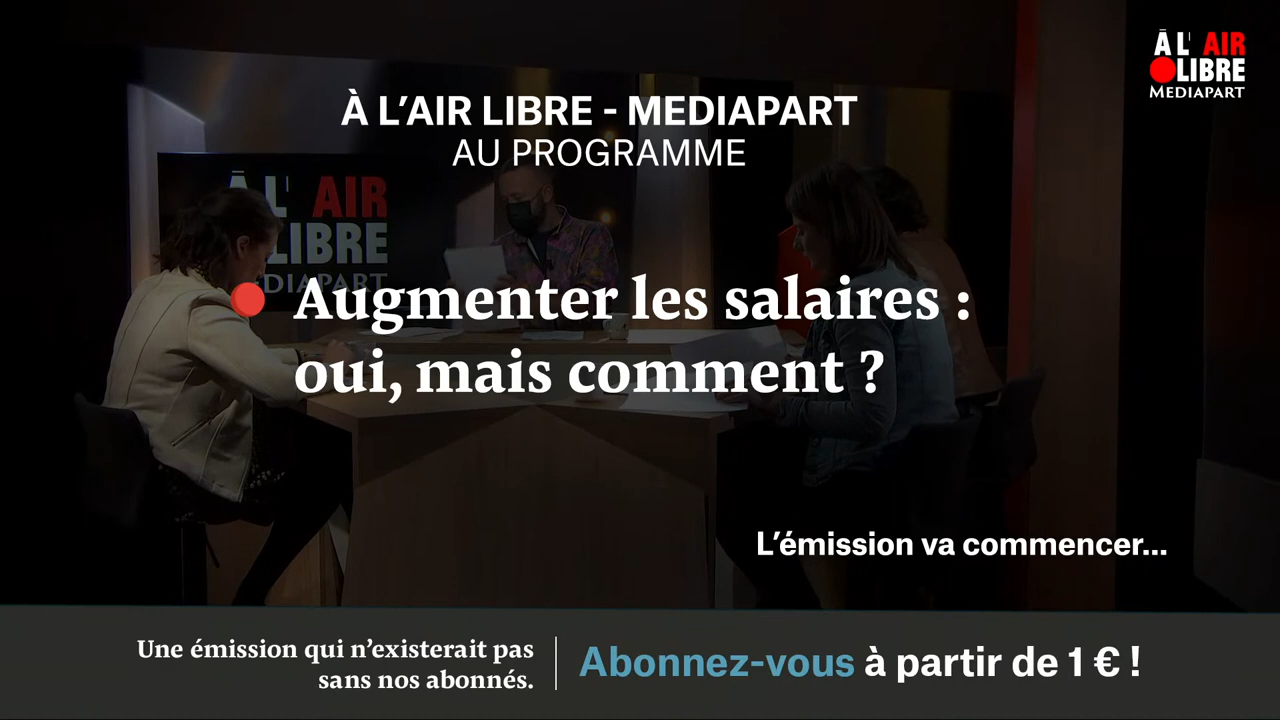 À L' AIR
LIBRE
MEDIAPART
À L’AIR LIBRE - MEDIAPART
AU PROGRAMME
À L' AIR
LIBRE
MEDIAPART
Augmenter les salaires :
oui, mais comment ?
L’émission va commencer...
Une émission qui n’existerait pas
sans nos abonnés.
Abonnez-vous à partir de 1 € !